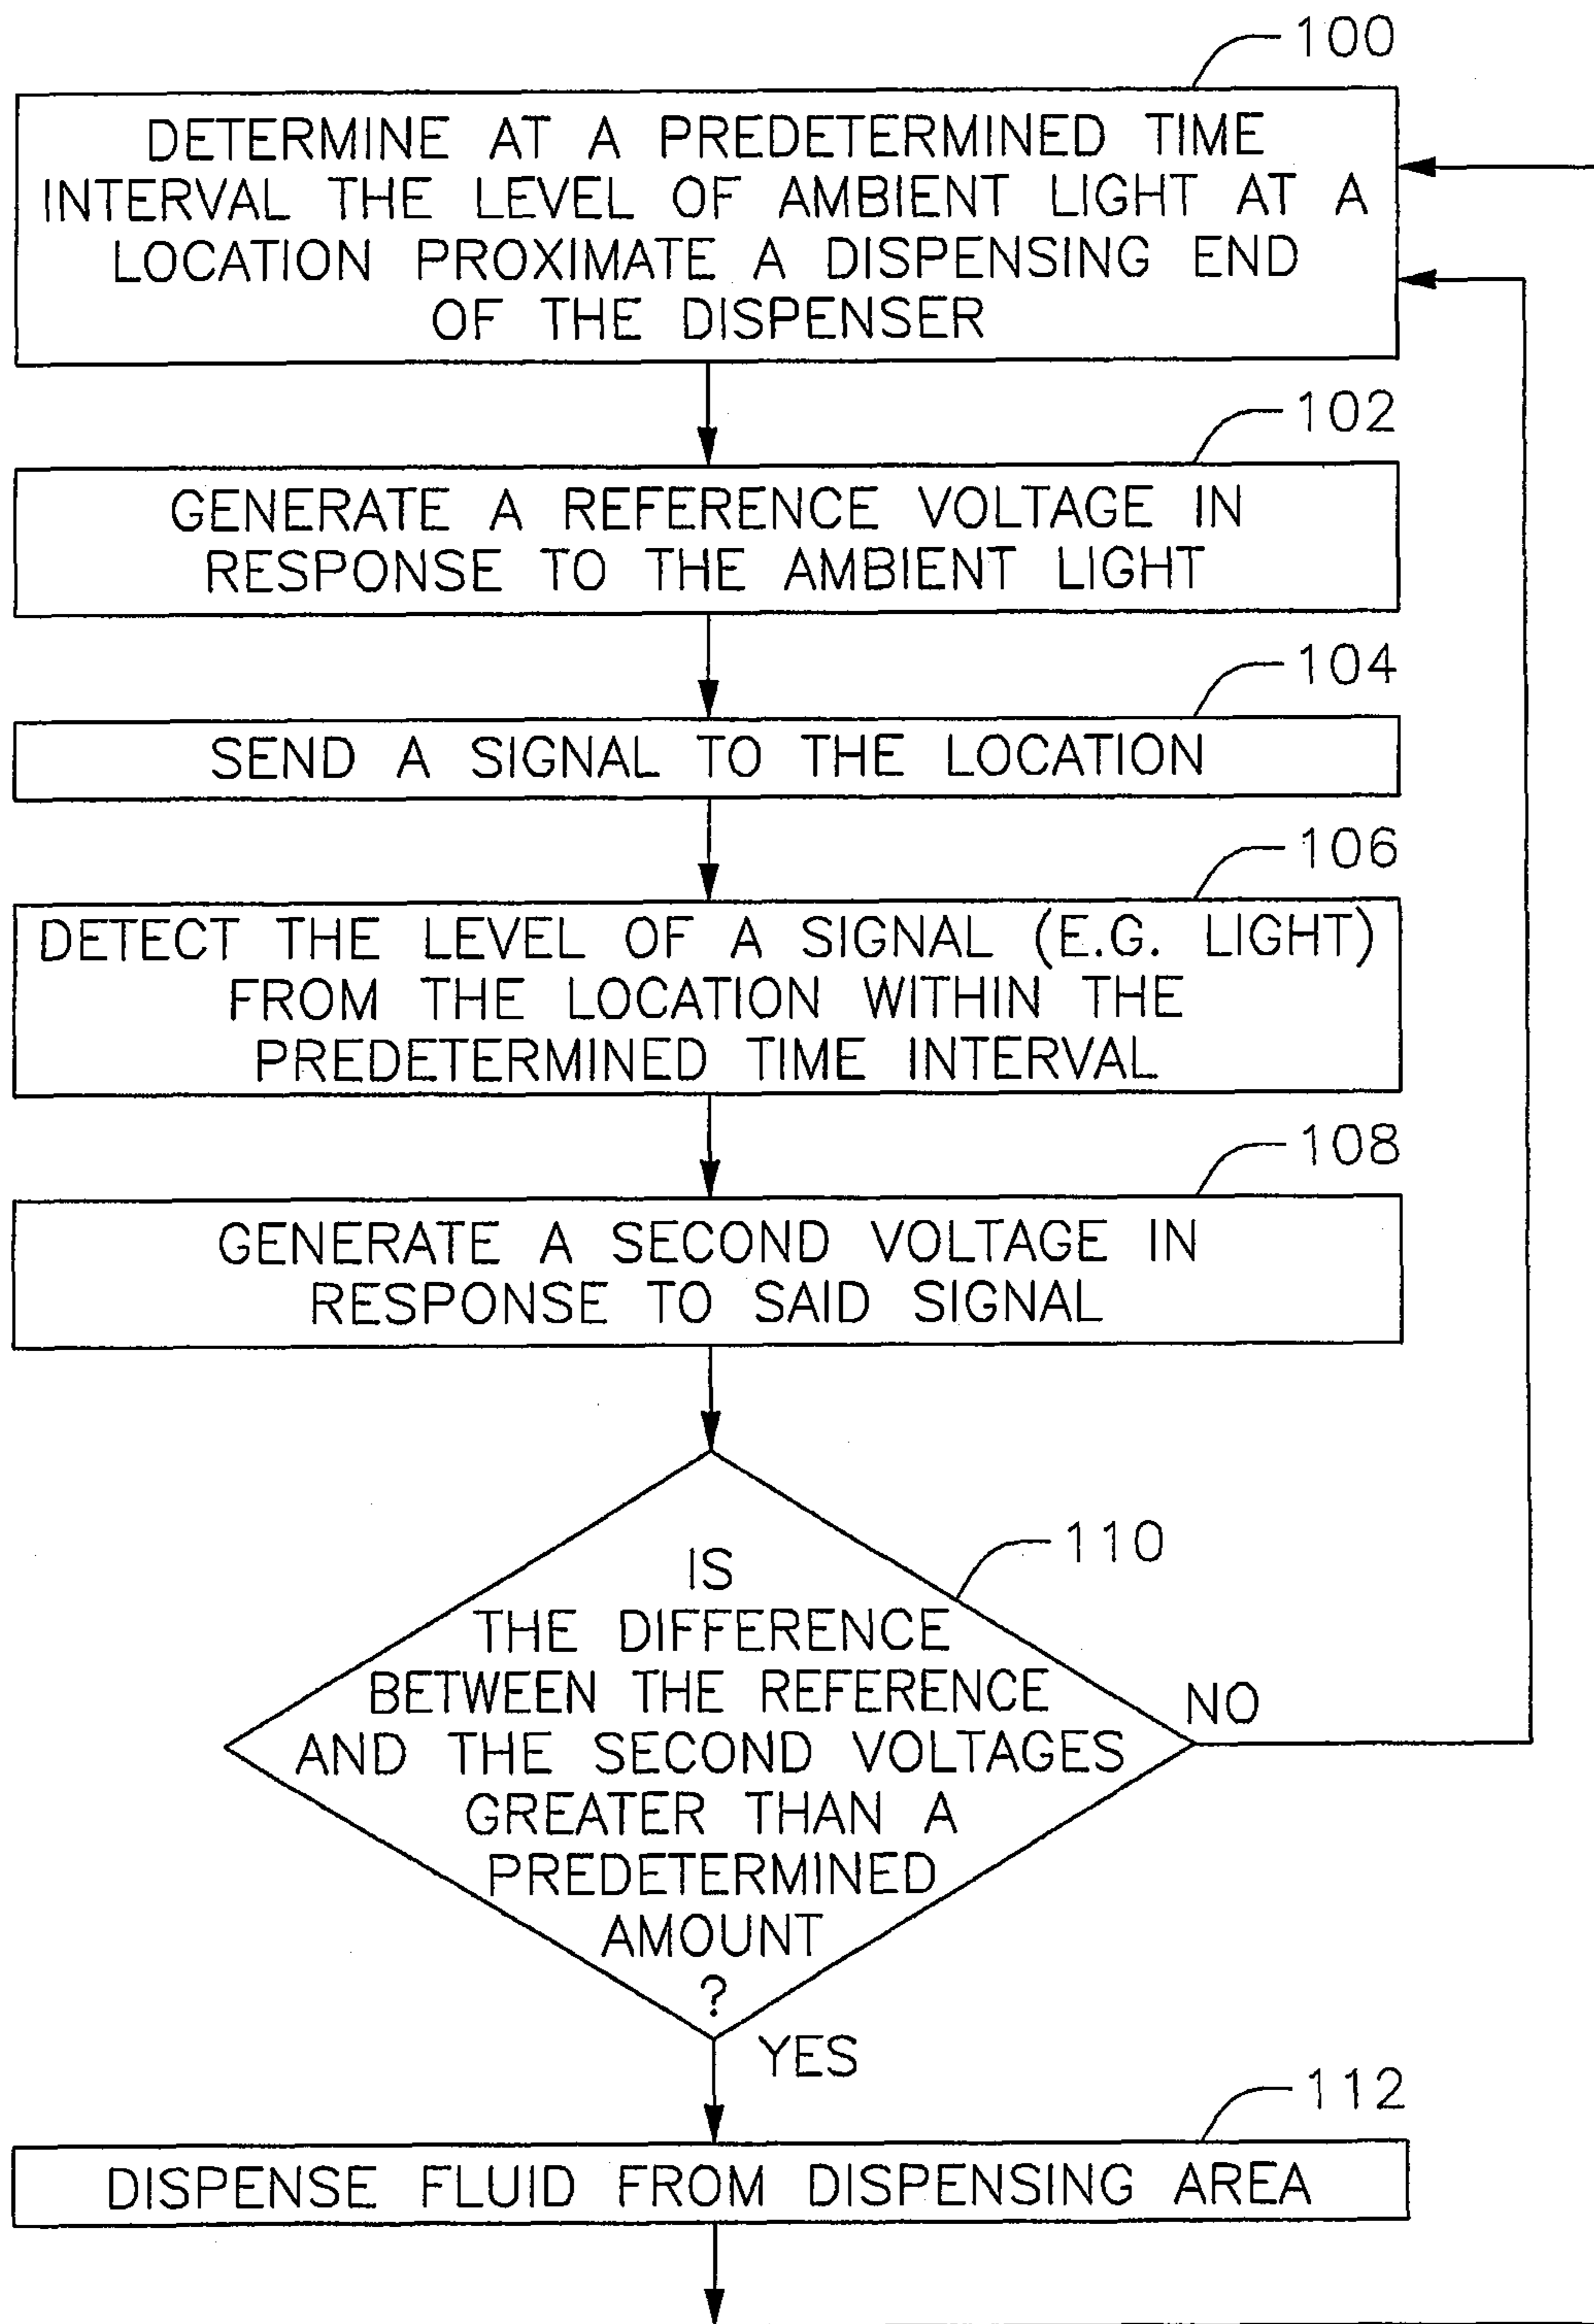 100
DETERMINE AT A PREDETERMINED TIME
INTERVAL THE LEVEL OF AMBIENT LIGHT AT A
LOCATION PROXIMATE A DISPENSING END
OF THE DISPENSER
102
GENERATE A REFERENCE VOLTAGE IN
RESPONSE TO THE AMBIENT LIGHT
104
SEND A SIGNAL TO THE LOCATION
106
DETECT THE LEVEL OF A SIGNAL (E.G. LIGHT)
FROM THE LOCATION WITHIN THE
PREDETERMINED TIME INTERVAL
108
GENERATE A SECOND VOLTAGE IN
RESPONSE TO SAID SIGNAL
110
IS
THE DIFFERENCE
BETWEEN THE REFERENCE
AND THE SECOND VOLTAGES
GREATER THAN A
PREDETERMINED
AMOUNT
?
NO
YES
112
DISPENSE FLUID FROM DISPENSING AREA